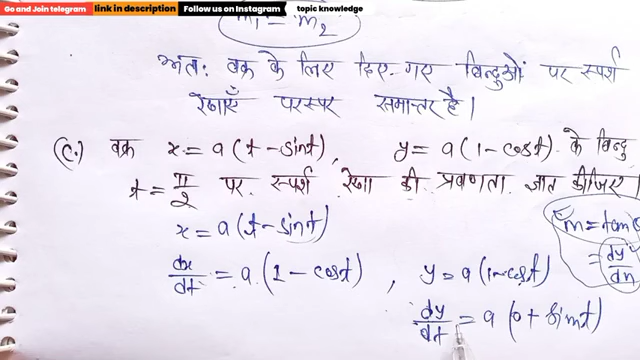 Go and Join telegram link in description Follow us on Instagram topic knowledge
m₁ = m₂
अतः वक्र के लिए दिए गए बिन्दुओं पर स्पर्श
रेखाएँ परस्पर समान्तर है।
(c.) वक्र x = a(t - sint), y = a(1 - cost) के बिन्दु
t = π/2 पर स्पर्श रेखा की प्रवणता ज्ञात कीजिए।
x = a(t - sint)
m = tan
= dy/dx
dx/dt = a(1 - cost), y = a(1 - cost)
dy/dt = a(0 + sint)